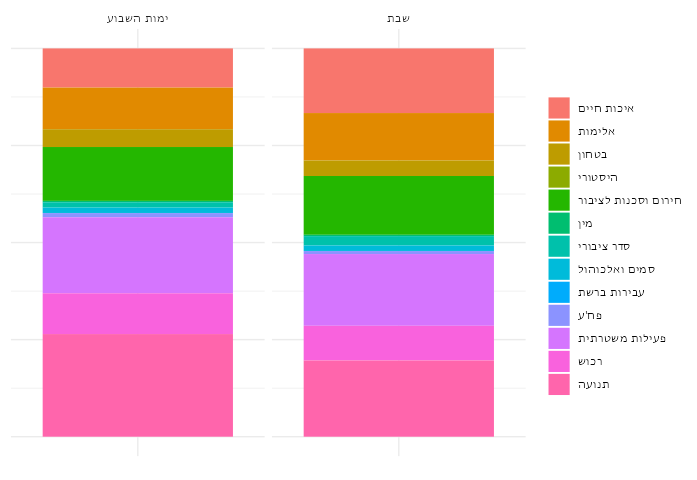 ימות השבוע
שבת
איכות חיים
אלימות
בטחון
היסטורי
חירום וסכנות לציבור
מין
סדר ציבורי
סמים ואלכוהול
עבירות ברשת
פח'ע
פעילות משטרתית
רכוש
תנועה